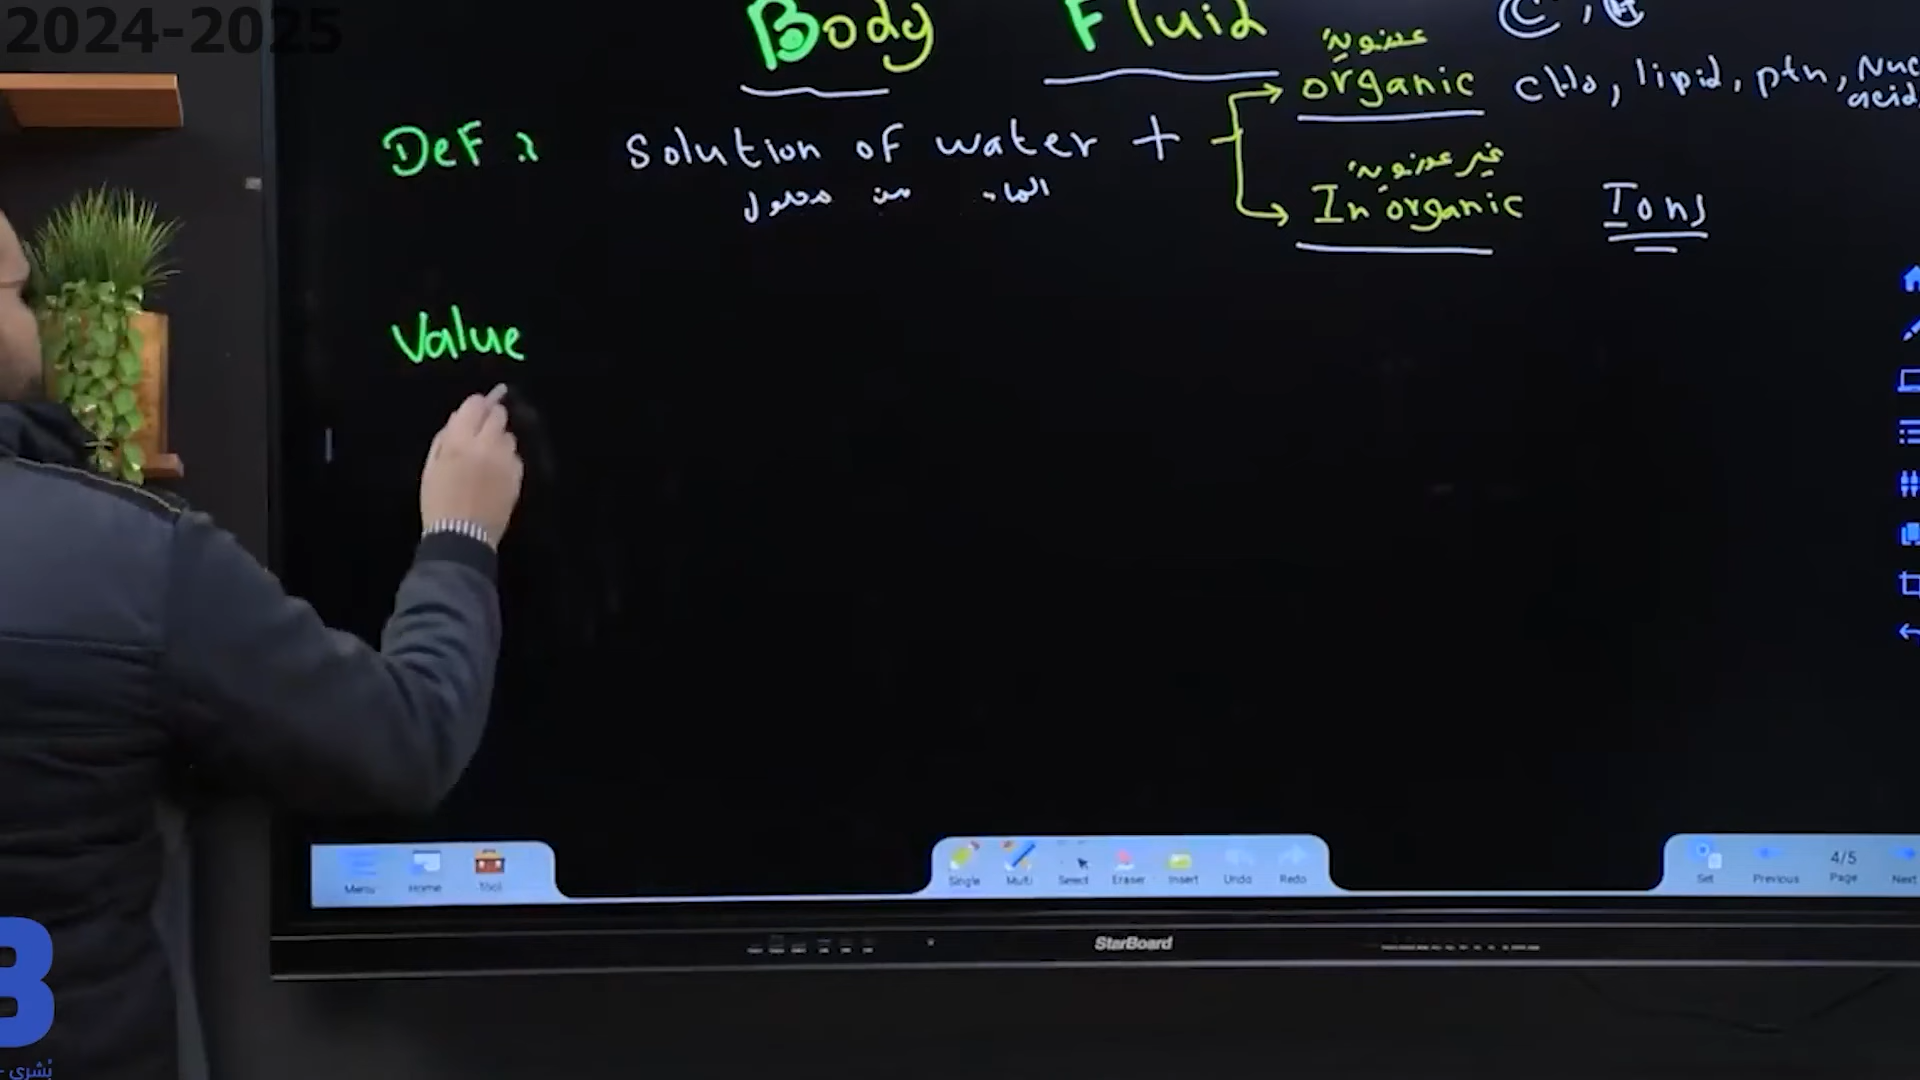 2024-2025
Body Fluid
C , H
عضوية
organic
cHo, lipid, ptn, Nuc
acid
Def : Solution of water +
محلول من الماء
غير عضوية
Inorganic Ions
Value
Menu Home Tool
Single Multi Select Eraser Insert Undo Redo
Set Previous 4/5 Page Next
StarBoard
B
بُشرى